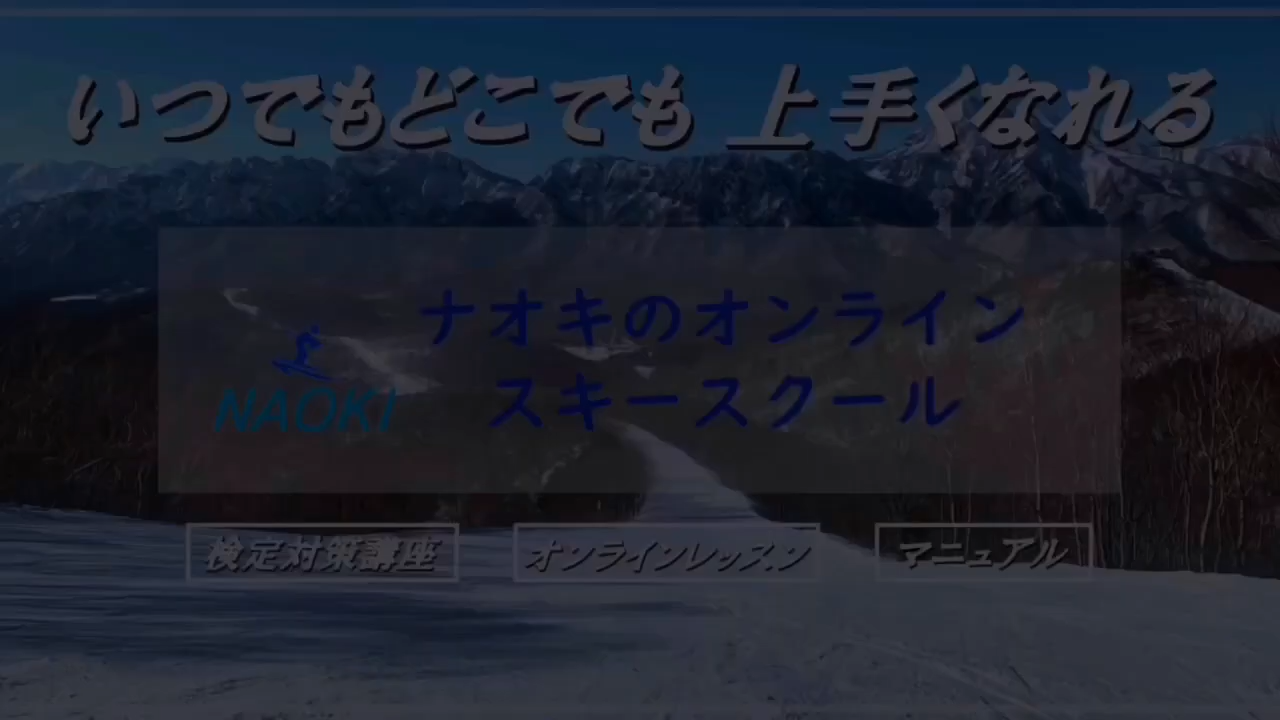 いつでもどこでも 上手くなれる
ナオキのオンライン
スキースクール
NAOKI
検定対策講座
オンラインレッスン
マニュアル